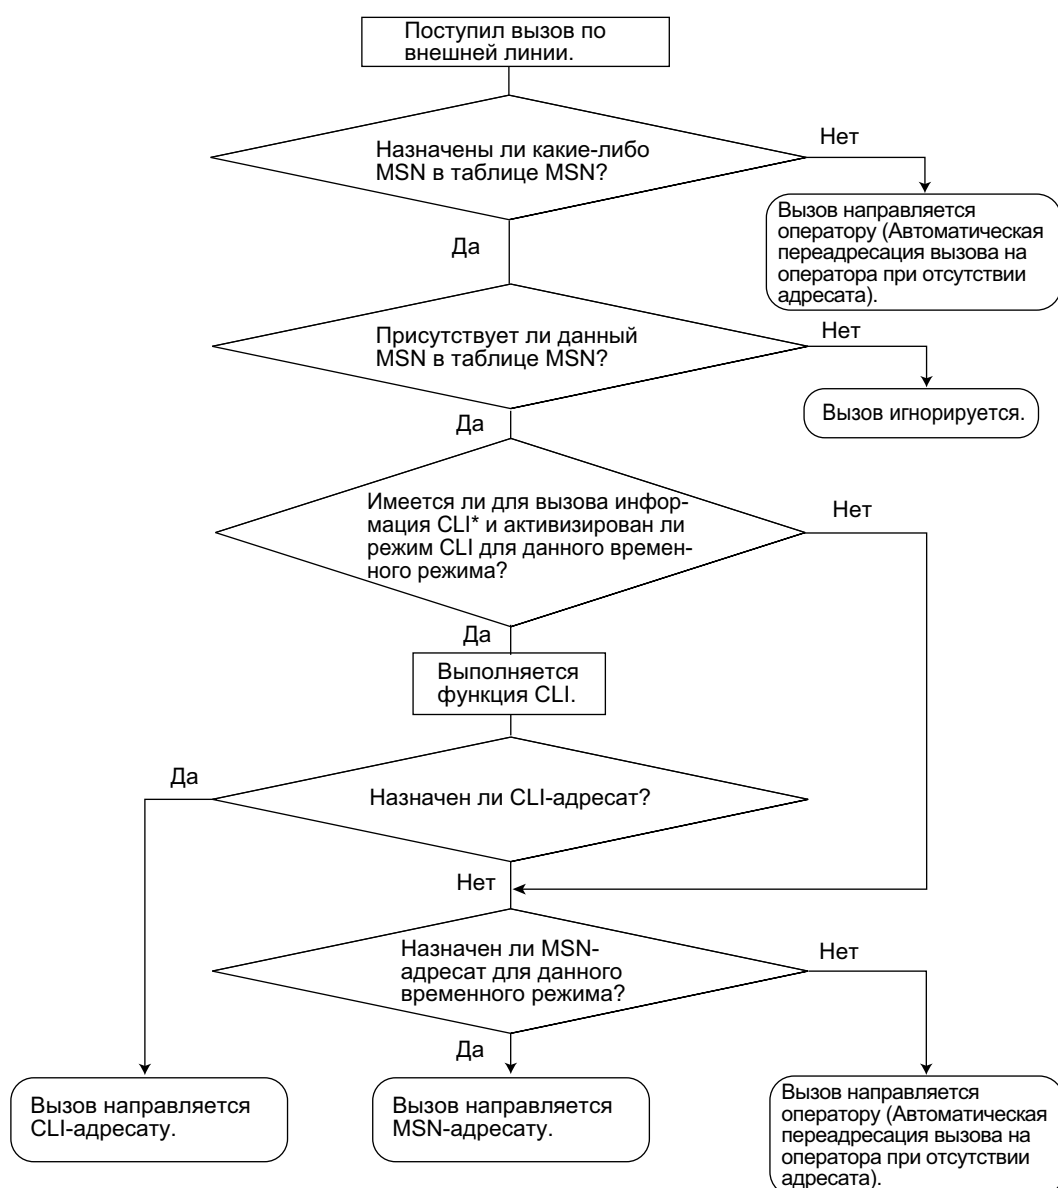 Поступил вызов по
внешней линии.
Назначены ли какие-либо
MSN в таблице MSN?
Нет
Вызов направляется
оператору (Автоматическая
переадресация вызова на
оператора при отсутствии
адресата).
Да
Присутствует ли данный
MSN в таблице MSN?
Нет
Вызов игнорируется.
Да
Имеется ли для вызова инфор-
мация CLI* и активизирован ли
режим CLI для данного времен-
ного режима?
Нет
Да
Выполняется
функция CLI.
Да
Назначен ли CLI-адресат?
Нет
Назначен ли MSN-
адресат для данного
временного режима?
Нет
Да
Вызов направляется
CLI-адресату.
Вызов направляется
MSN-адресату.
Вызов направляется
оператору (Автоматическая
переадресация вызова на
оператора при отсутствии
адресата).